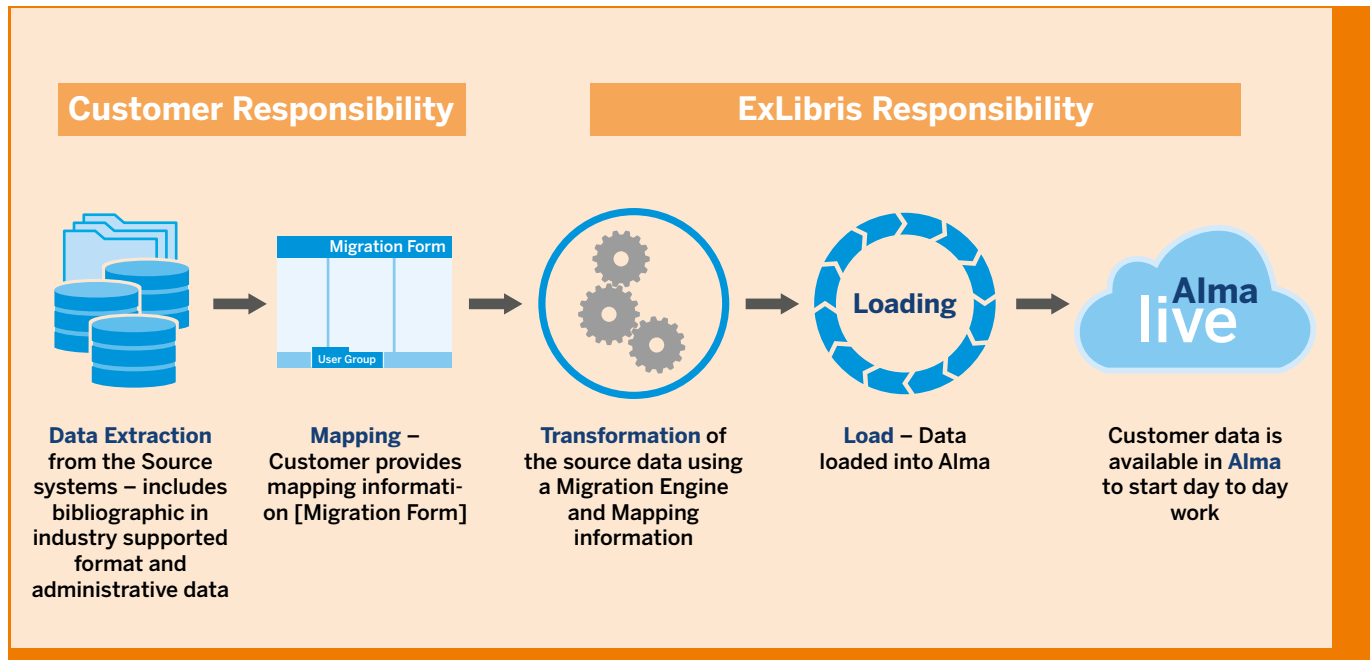 Customer Responsibility
ExLibris Responsibility
Migration Form
User Group
Loading
Alma
live
Data Extraction
from the Source
systems – includes
bibliographic in
industry supported
format and
administrative data
Mapping –
Customer provides
mapping informati-
on [Migration Form]
Transformation of
the source data using
a Migration Engine
and Mapping
information
Load – Data
loaded into Alma
Customer data is
available in Alma
to start day to day
work